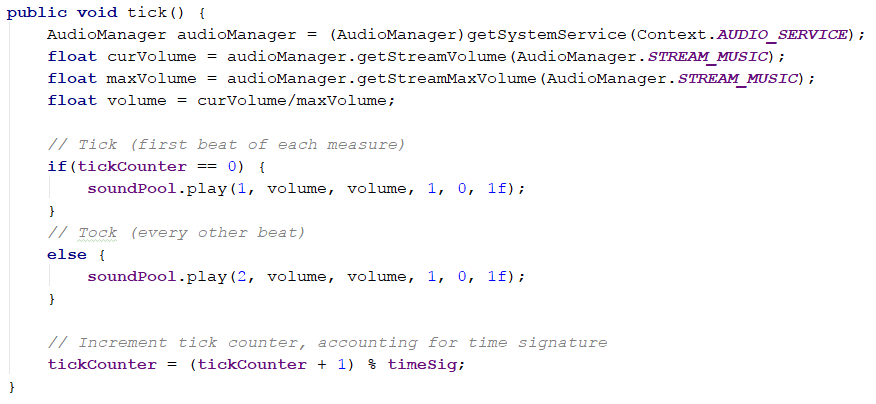 public void tick() {
    AudioManager audioManager = (AudioManager)getSystemService(Context.AUDIO_SERVICE);
    float curVolume = audioManager.getStreamVolume(AudioManager.STREAM_MUSIC);
    float maxVolume = audioManager.getStreamMaxVolume(AudioManager.STREAM_MUSIC);
    float volume = curVolume/maxVolume;

    // Tick (first beat of each measure)
    if(tickCounter == 0) {
        soundPool.play(1, volume, volume, 1, 0, 1f);
    }
    // Tock (every other beat)
    else {
        soundPool.play(2, volume, volume, 1, 0, 1f);
    }

    // Increment tick counter, accounting for time signature
    tickCounter = (tickCounter + 1) % timeSig;
}